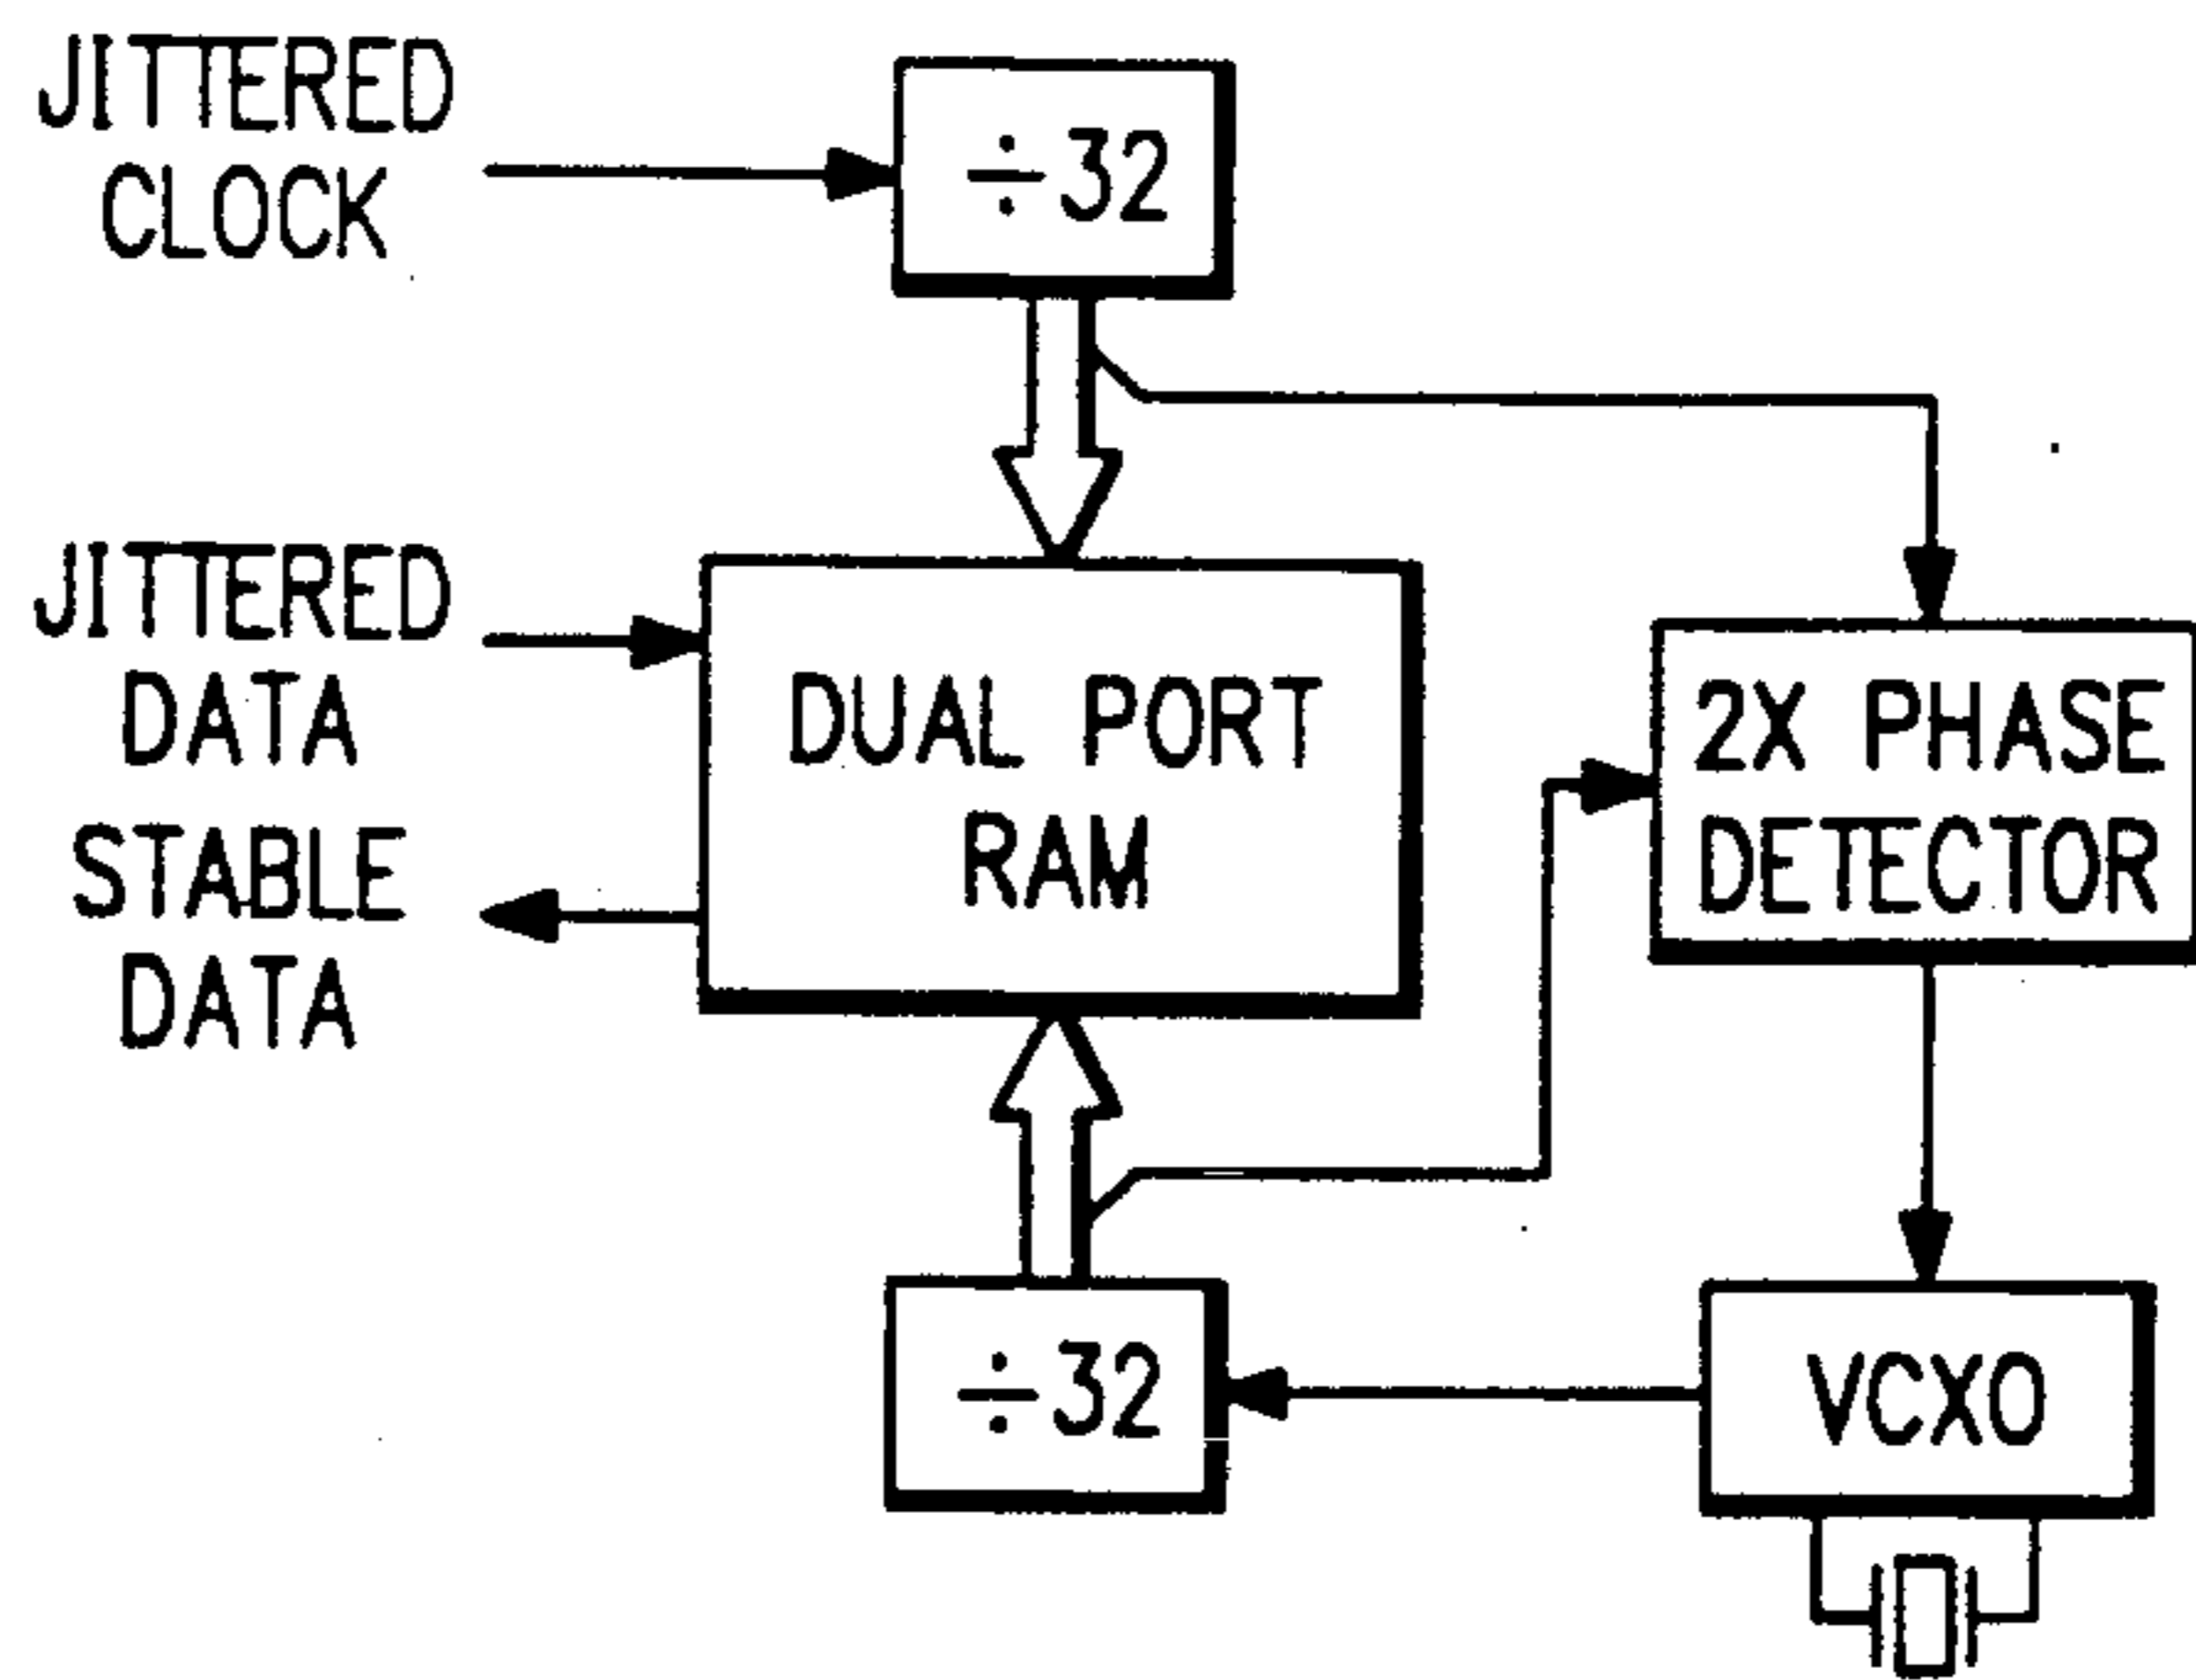 JITTERED
CLOCK
÷32
JITTERED
DATA
STABLE
DATA
DUAL PORT
RAM
2X PHASE
DETECTOR
÷32
VCXO